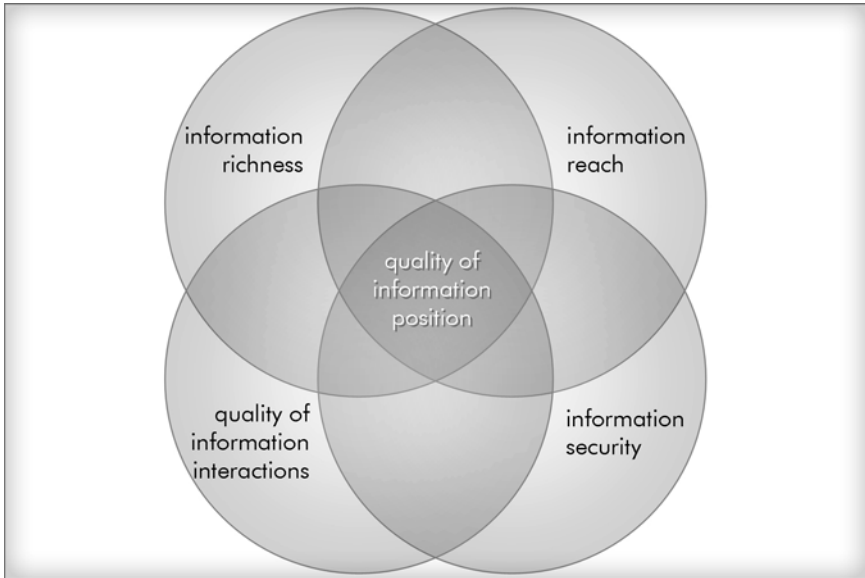 information
richness
information
reach
quality of
information
position
quality of
information
interactions
information
security